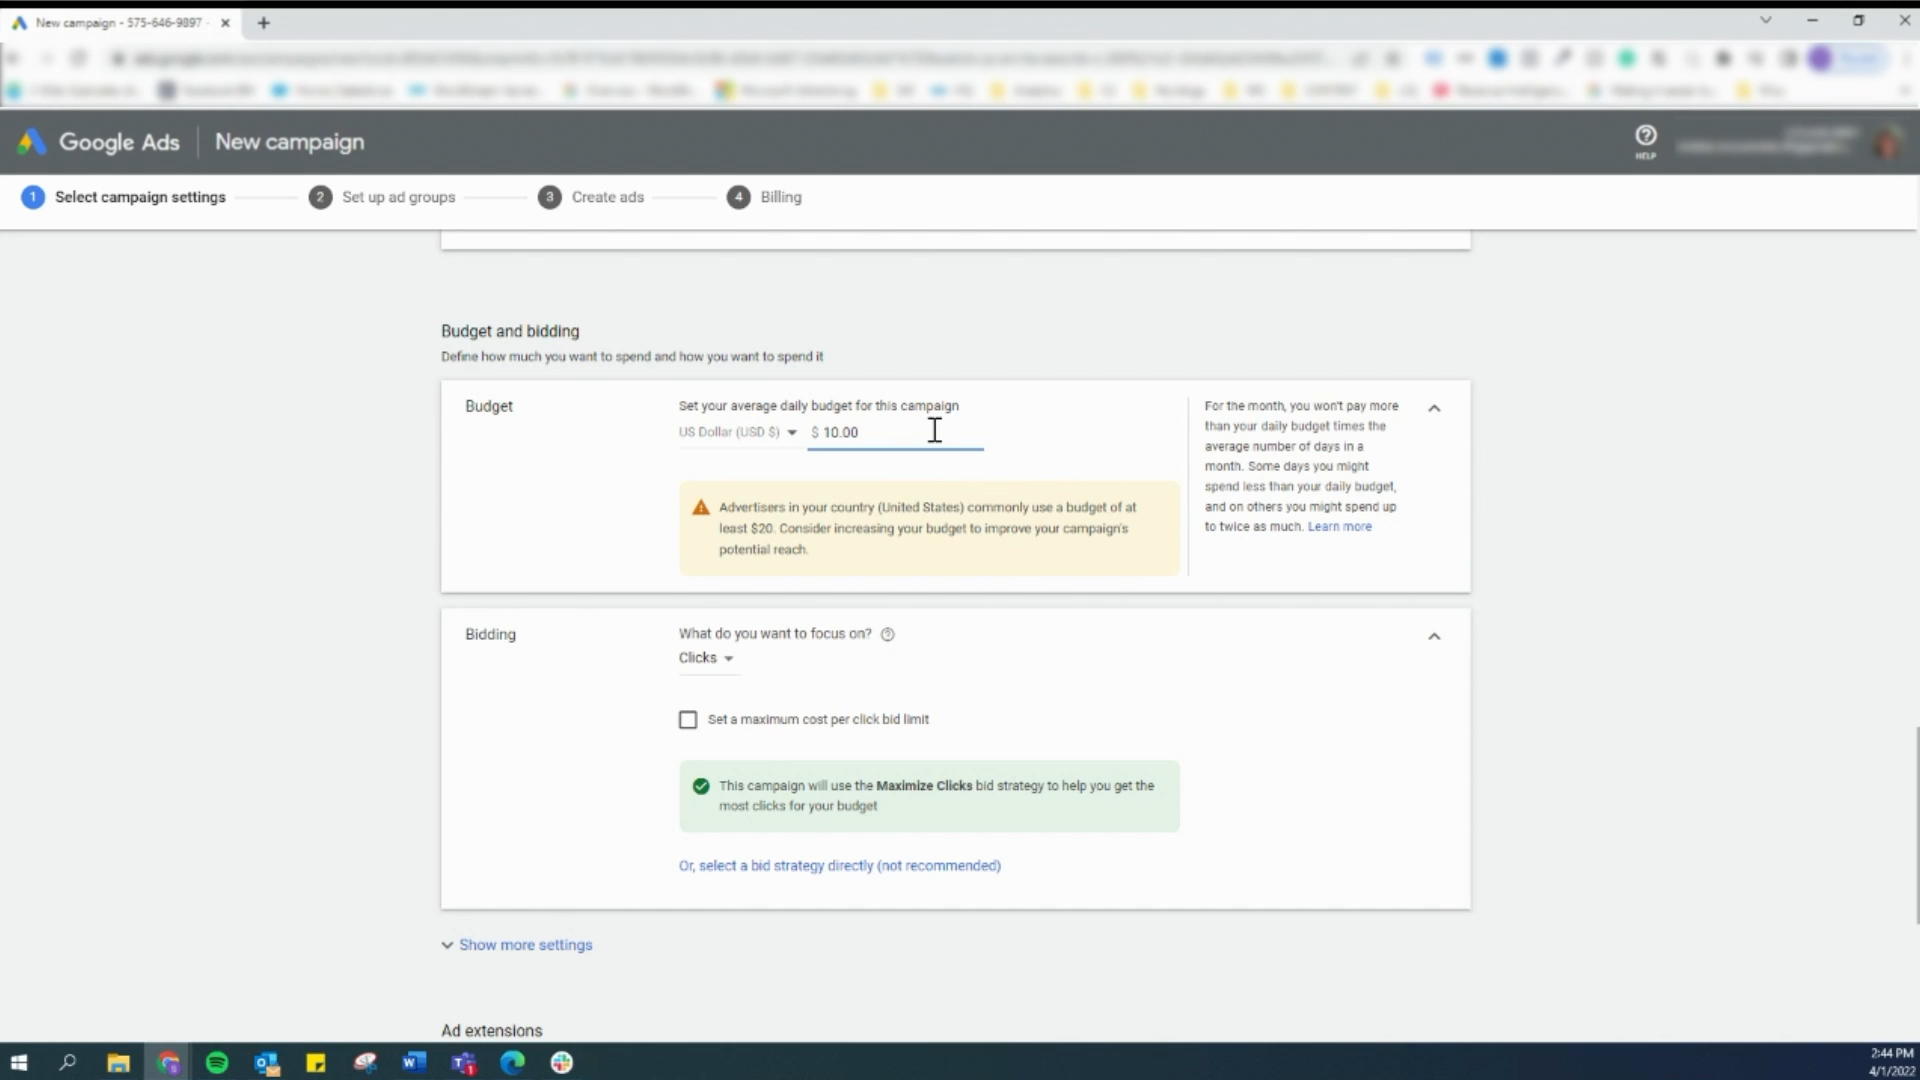 New campaign - 575-646-9897 -
Google Ads
New campaign
HELP
1 Select campaign settings
2 Set up ad groups
3 Create ads
4 Billing
Budget and bidding
Define how much you want to spend and how you want to spend it
Budget
Set your average daily budget for this campaign
US Dollar (USD $)
$ 10.00
Advertisers in your country (United States) commonly use a budget of at
least $20. Consider increasing your budget to improve your campaign's
potential reach.
For the month, you won't pay more
than your daily budget times the
average number of days in a
month. Some days you might
spend less than your daily budget,
and on others you might spend up
to twice as much. Learn more
Bidding
What do you want to focus on?
Clicks
Set a maximum cost per click bid limit
This campaign will use the Maximize Clicks bid strategy to help you get the
most clicks for your budget
Or, select a bid strategy directly (not recommended)
Show more settings
Ad extensions
2:44 PM
4/1/2022